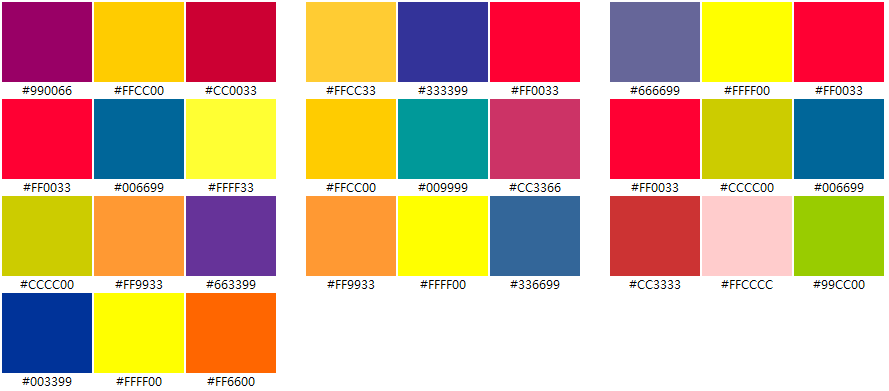 #990066 #FFCC00 #CC0033 #FFCC33 #333399 #FF0033 #666699 #FFFF00 #FF0033
#FF0033 #006699 #FFFF33 #FFCC00 #009999 #CC3366 #FF0033 #CCCC00 #006699
#CCCC00 #FF9933 #663399 #FF9933 #FFFF00 #336699 #CC3333 #FFCCCC #99CC00
#003399 #FFFF00 #FF6600